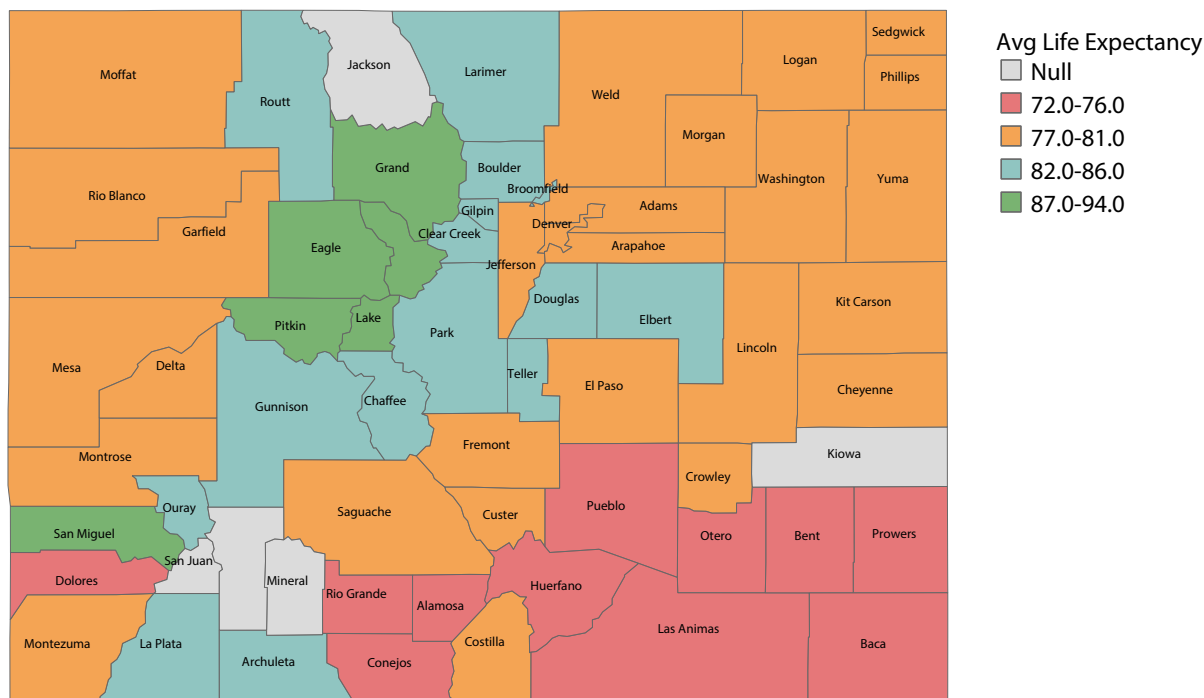 Avg Life Expectancy
Null
72.0-76.0
77.0-81.0
82.0-86.0
87.0-94.0
Sedgwick
Logan
Jackson
Larimer
Moffat
Phillips
Weld
Routt
Morgan
Grand
Boulder
Washington
Yuma
Broomfield
Rio Blanco
Adams
Gilpin
Denver
Garfield
Clear Creek
Arapahoe
Eagle
Jefferson
Douglas
Kit Carson
Elbert
Lake
Pitkin
Park
Lincoln
Mesa
Delta
Teller
El Paso
Cheyenne
Chaffee
Gunnison
Fremont
Kiowa
Montrose
Crowley
Ouray
Pueblo
Saguache
Custer
San Miguel
Otero
Bent
Prowers
San Juan
Dolores
Mineral
Huerfano
Rio Grande
Alamosa
Las Animas
Montezuma
La Plata
Costilla
Baca
Archuleta
Conejos